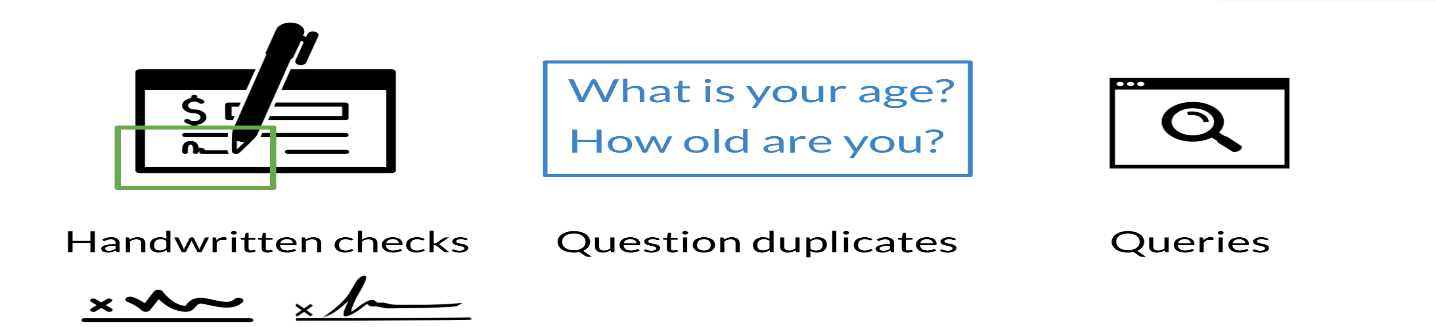 $
What is your age?
How old are you?
Handwritten checks
Question duplicates
Queries
x
x